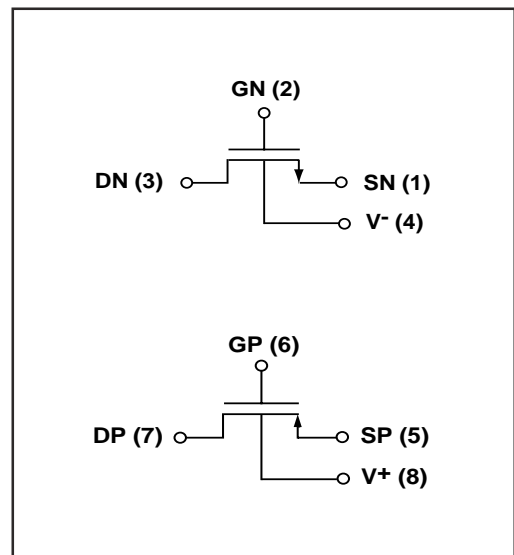 GN (2)
DN (3)
SN (1)
V- (4)
GP (6)
DP (7)
SP (5)
V+ (8)